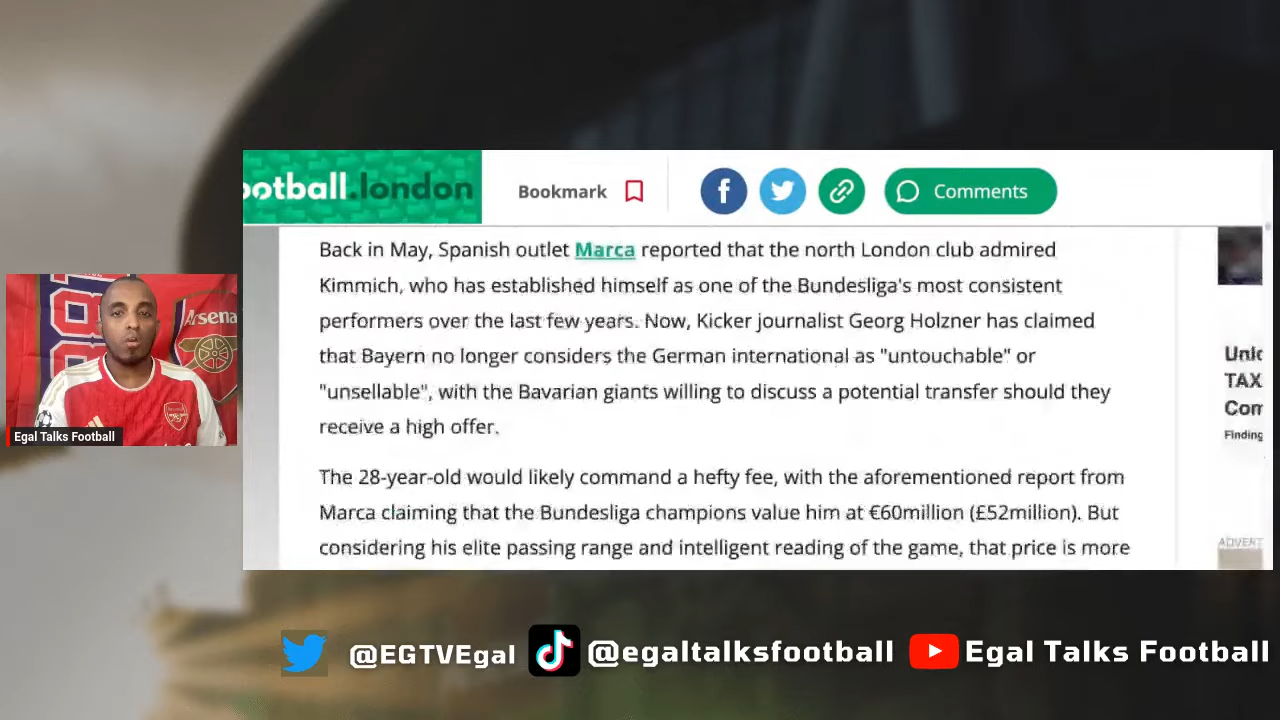 ootball.london
Bookmark
Comments
Back in May, Spanish outlet Marca reported that the north London club admired
Kimmich, who has established himself as one of the Bundesliga's most consistent
performers over the last few years. Now, Kicker journalist Georg Holzner has claimed
that Bayern no longer considers the German international as "untouchable" or
"unsellable", with the Bavarian giants willing to discuss a potential transfer should they
receive a high offer.
The 28-year-old would likely command a hefty fee, with the aforementioned report from
Marca claiming that the Bundesliga champions value him at €60million (£52million). But
considering his elite passing range and intelligent reading of the game, that price is more
TAX
Finding
ADVERT
Arsena
Egal Talks Football
@EGTVEgal
@egaltalksfootball
Egal Talks Football